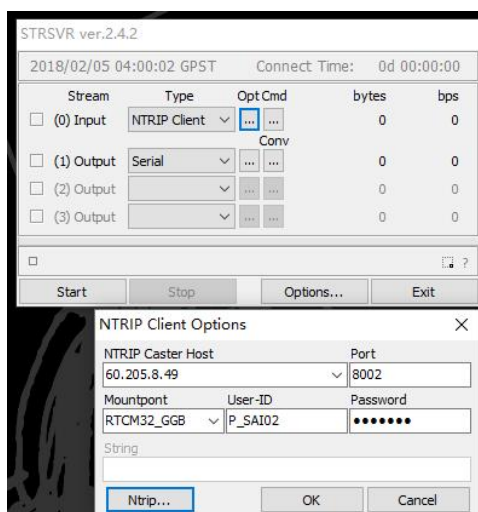 STRSVR ver.2.4.2
2018/02/05 04:00:02 GPST Connect Time: 0d 00:00:00
Stream Type Opt Cmd bytes bps
(0) Input NTRIP Client ... ... 0 0
Conv
(1) Output Serial ... ... 0 0
(2) Output ... ... 0 0
(3) Output ... ... 0 0
?
Start Stop Options... Exit
NTRIP Client Options
NTRIP Caster Host Port
60.205.8.49 8002
Mountpont User-ID Password
RTCM32_GGB P_SAI02 •••••••
String
Ntrip... OK Cancel